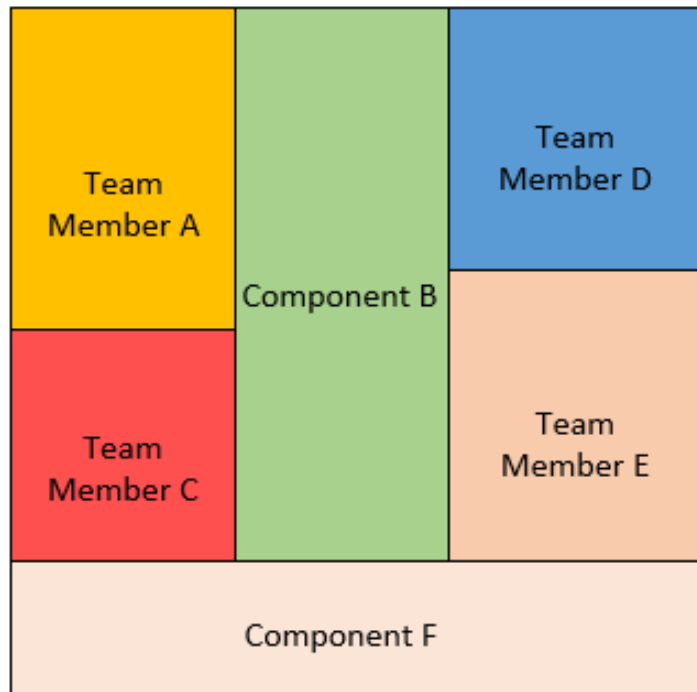 Team
Member A
Component B
Team
Member D
Team
Member C
Team
Member E
Component F